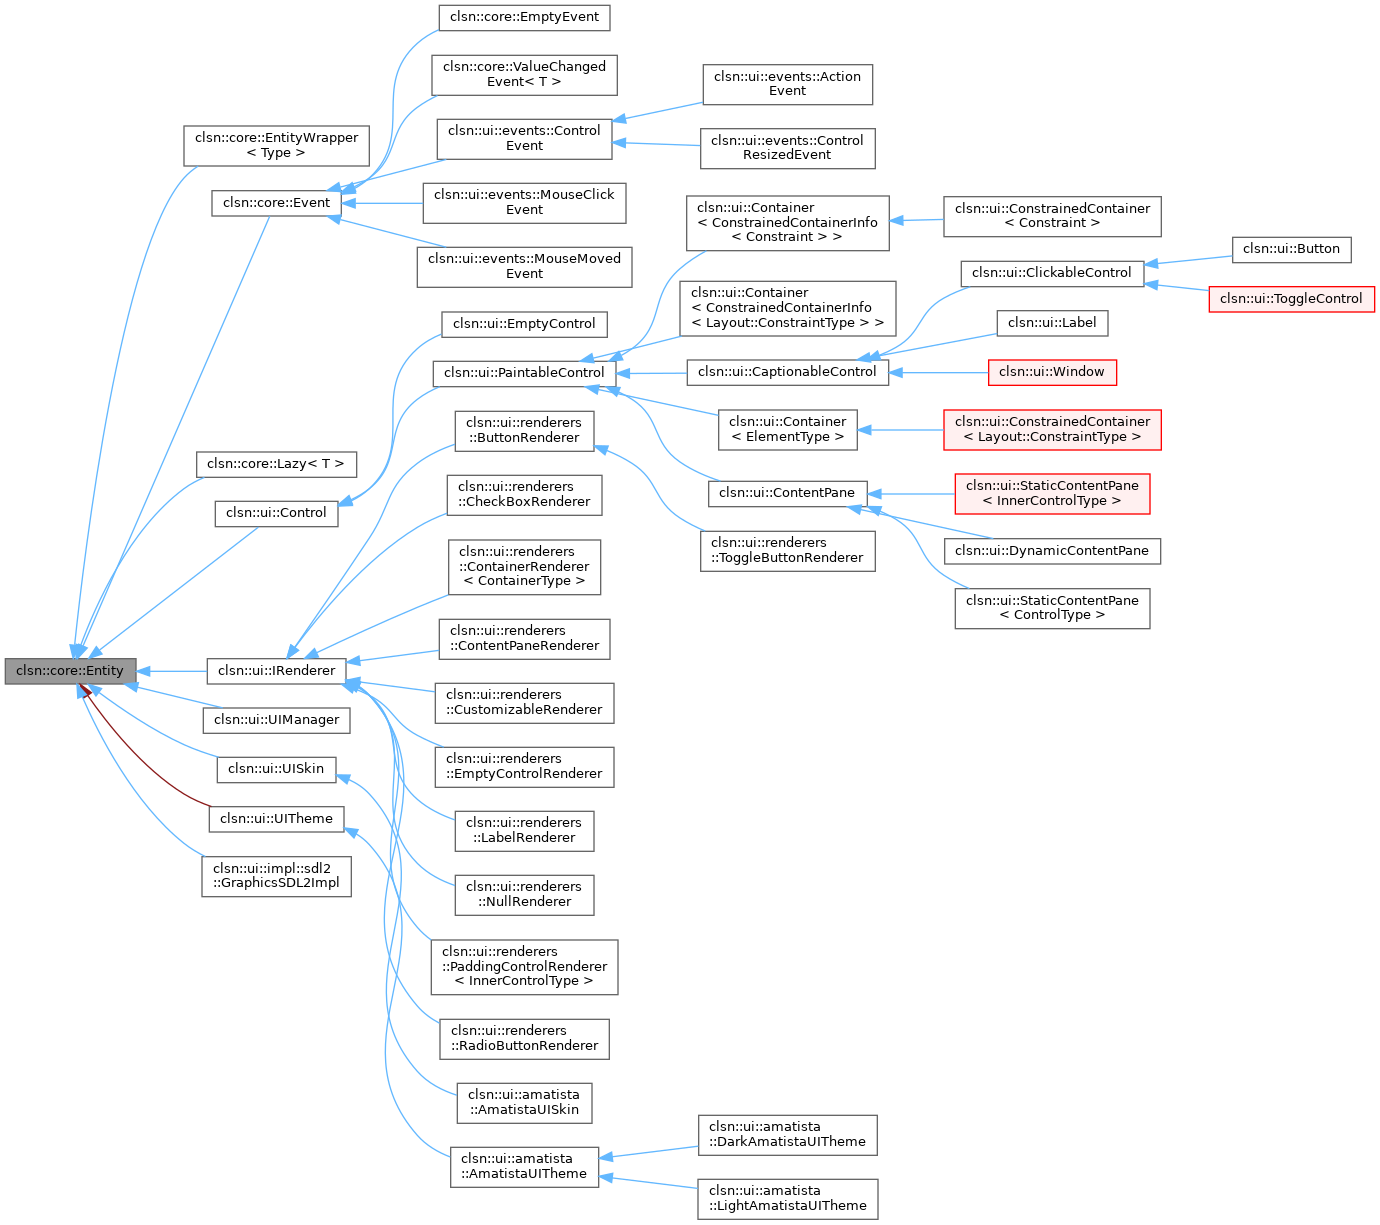 clsn::core::Entity
clsn::core::EntityWrapper
< Type >
clsn::core::Event
clsn::core::Lazy< T >
clsn::ui::Control
clsn::ui::IRenderer
clsn::ui::UIManager
clsn::ui::UISkin
clsn::ui::UITheme
clsn::ui::impl::sdl2
::GraphicsSDL2Impl
clsn::core::EmptyEvent
clsn::core::ValueChanged
Event< T >
clsn::ui::events::Control
Event
clsn::ui::events::MouseClick
Event
clsn::ui::events::MouseMoved
Event
clsn::ui::EmptyControl
clsn::ui::PaintableControl
clsn::ui::renderers
::ButtonRenderer
clsn::ui::renderers
::CheckBoxRenderer
clsn::ui::renderers
::ContainerRenderer
< ContainerType >
clsn::ui::renderers
::ContentPaneRenderer
clsn::ui::renderers
::CustomizableRenderer
clsn::ui::renderers
::EmptyControlRenderer
clsn::ui::renderers
::LabelRenderer
clsn::ui::renderers
::NullRenderer
clsn::ui::renderers
::PaddingControlRenderer
< InnerControlType >
clsn::ui::renderers
::RadioButtonRenderer
clsn::ui::amatista
::AmatistaUISkin
clsn::ui::amatista
::AmatistaUITheme
clsn::ui::events::Action
Event
clsn::ui::events::Control
ResizedEvent
clsn::ui::Container
< ConstrainedContainerInfo
< Constraint > >
clsn::ui::Container
< ConstrainedContainerInfo
< Layout::ConstraintType > >
clsn::ui::CaptionableControl
clsn::ui::Container
< ElementType >
clsn::ui::ContentPane
clsn::ui::renderers
::ToggleButtonRenderer
clsn::ui::amatista
::DarkAmatistaUITheme
clsn::ui::amatista
::LightAmatistaUITheme
clsn::ui::ConstrainedContainer
< Constraint >
clsn::ui::ClickableControl
clsn::ui::Label
clsn::ui::Window
clsn::ui::ConstrainedContainer
< Layout::ConstraintType >
clsn::ui::StaticContentPane
< InnerControlType >
clsn::ui::DynamicContentPane
clsn::ui::StaticContentPane
< ControlType >
clsn::ui::Button
clsn::ui::ToggleControl